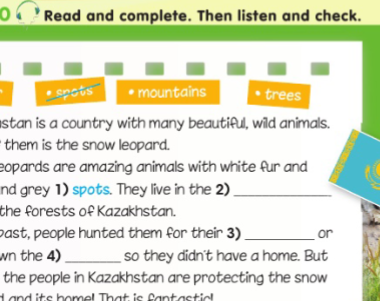 0 Read and complete. Then listen and check.
• spots • mountains • trees
stan is a country with many beautiful, wild animals.
them is the snow leopard.
eopards are amazing animals with white fur and
nd grey 1) spots. They live in the 2)
the forests of Kazakhstan.
past, people hunted them for their 3) or
wn the 4) so they didn't have a home. But
the people in Kazakhstan are protecting the snow
d and its home! That is fantastic!